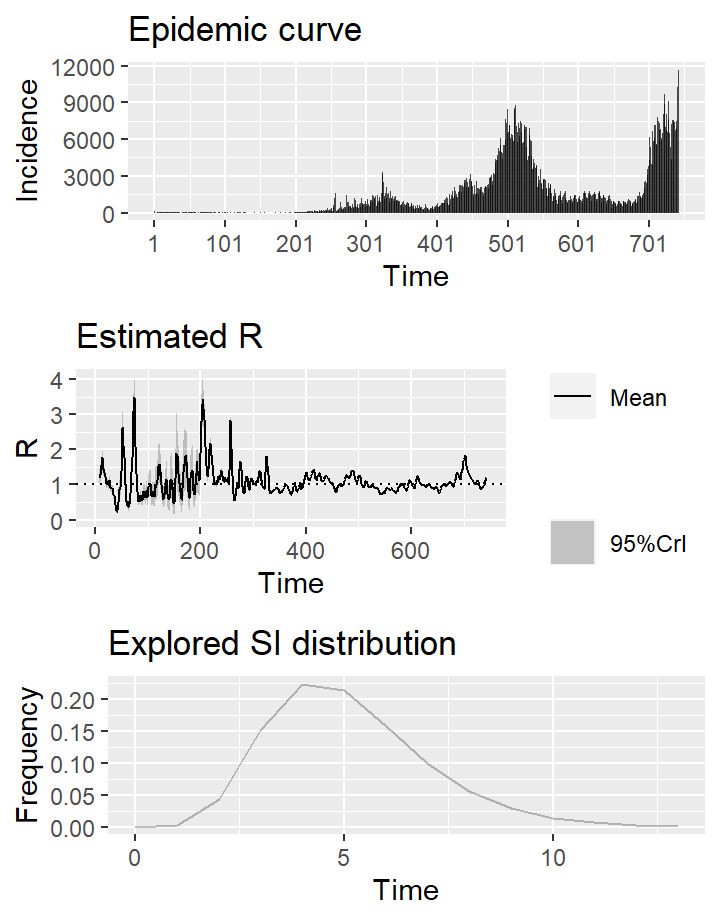 Epidemic curve
12000
9000
6000
3000
0
Incidence
1 101 201 301 401 501 601 701
Time
Estimated R
4
3
2
1
0
R
0 200 400 600
Time
Mean
95%CrI
Explored SI distribution
0.20
0.15
0.10
0.05
0.00
Frequency
0 5 10
Time